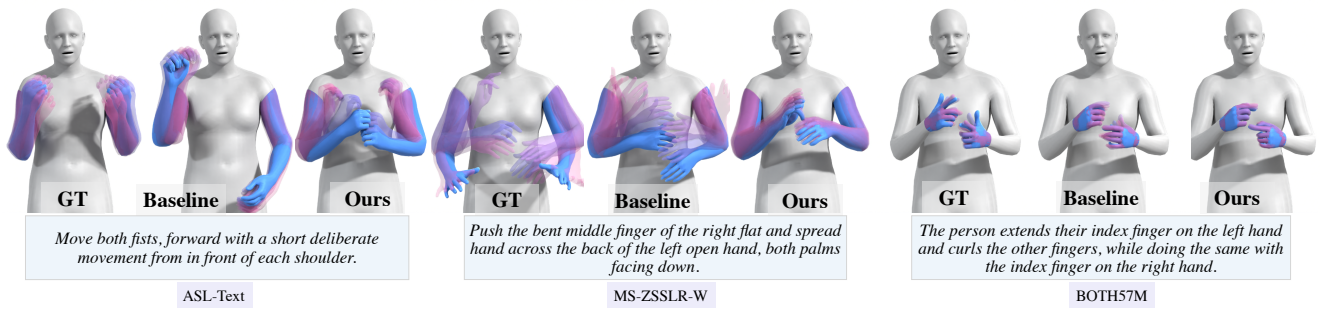 GT
Baseline
Ours
Move both fists, forward with a short deliberate
movement from in front of each shoulder.
ASL-Text
GT
Baseline
Ours
Push the bent middle finger of the right flat and spread
hand across the back of the left open hand, both palms
facing down.
MS-ZSSLR-W
GT
Baseline
Ours
The person extends their index finger on the left hand
and curls the other fingers, while doing the same with
the index finger on the right hand.
BOTH57M